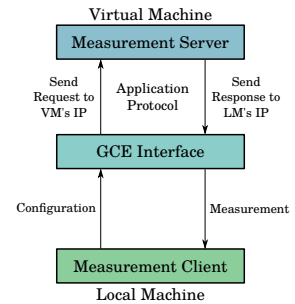 Virtual Machine
Measurement Server
Send
Request to
VM's IP
Application
Protocol
Send
Response to
LM's IP
GCE Interface
Configuration
Measurement
Measurement Client
Local Machine